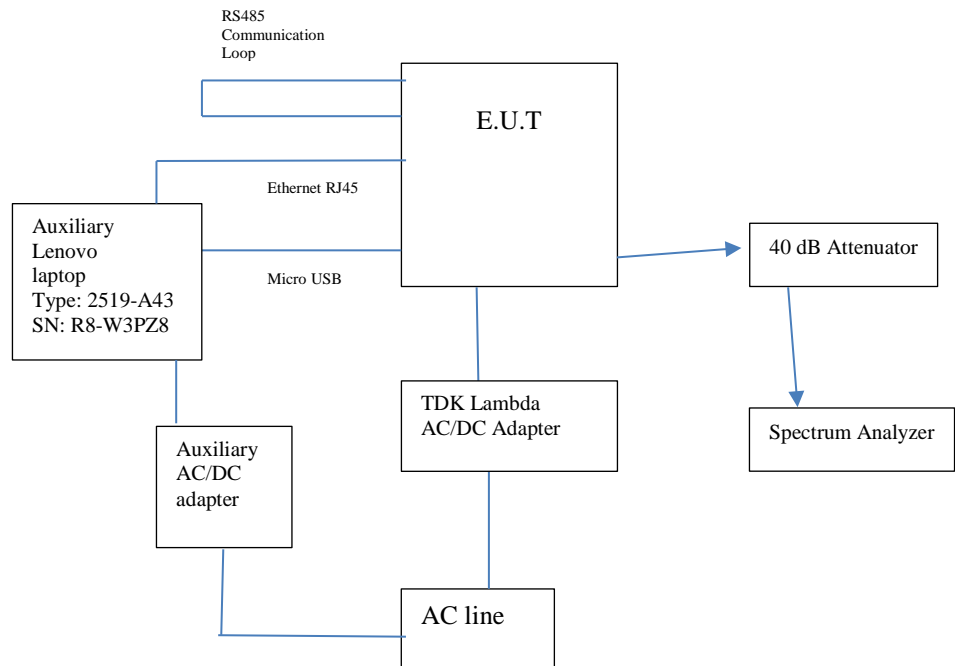 RS485
Communication
Loop
E.U.T
Ethernet RJ45
Auxiliary
Lenovo
laptop
Type: 2519-A43
SN: R8-W3PZ8
Micro USB
40 dB Attenuator
TDK Lambda
AC/DC Adapter
Spectrum Analyzer
Auxiliary
AC/DC
adapter
AC line